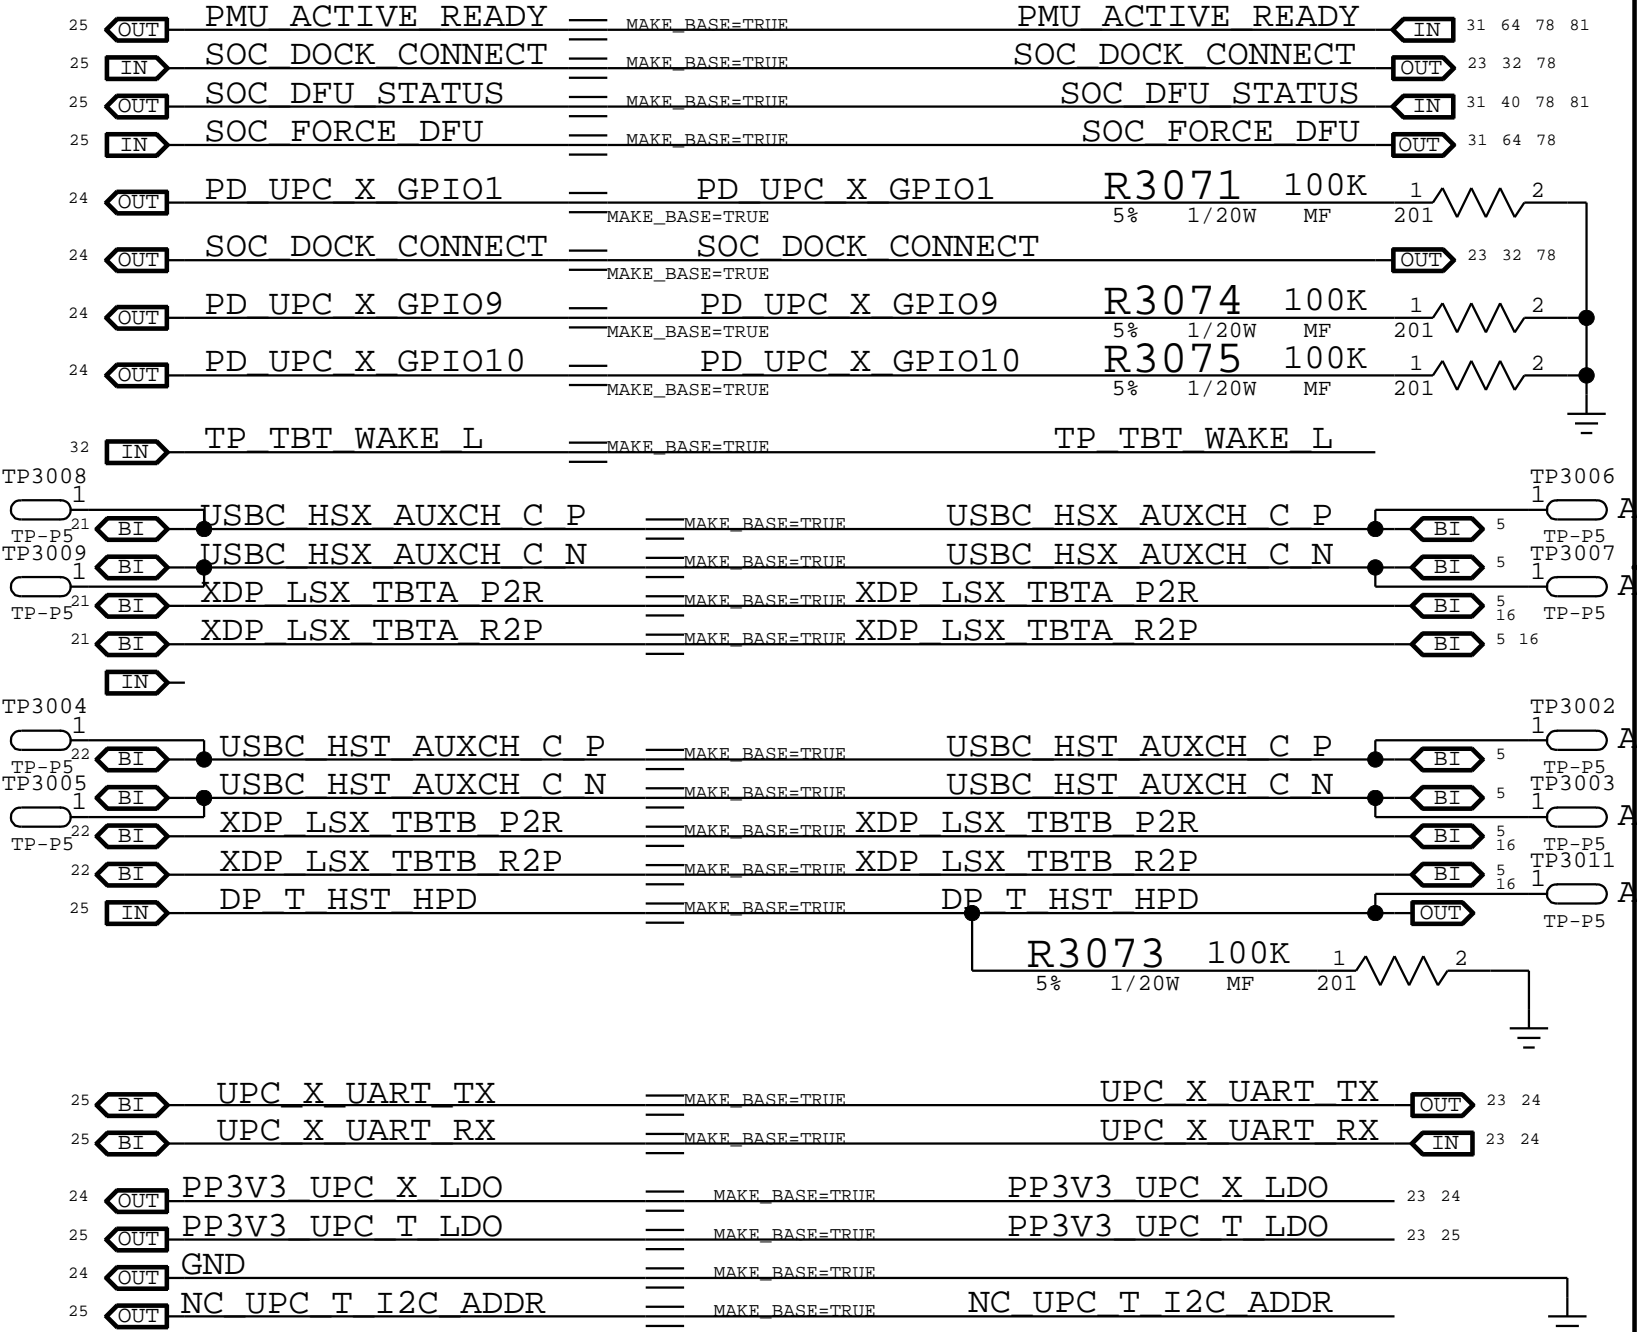 25 OUT PMU_ACTIVE_READY MAKE_BASE=TRUE PMU_ACTIVE_READY IN 31 64 78 81
25 IN SOC_DOCK_CONNECT MAKE_BASE=TRUE SOC_DOCK_CONNECT OUT 23 32 78
25 OUT SOC_DFU_STATUS MAKE_BASE=TRUE SOC_DFU_STATUS IN 31 40 78 81
25 IN SOC_FORCE_DFU MAKE_BASE=TRUE SOC_FORCE_DFU OUT 31 64 78
24 OUT PD_UPC_X_GPIO1 PD_UPC_X_GPIO1 R3071 100K 1 2
MAKE_BASE=TRUE 5% 1/20W MF 201
24 OUT SOC_DOCK_CONNECT SOC_DOCK_CONNECT OUT 23 32 78
MAKE_BASE=TRUE
24 OUT PD_UPC_X_GPIO9 PD_UPC_X_GPIO9 R3074 100K 1 2
MAKE_BASE=TRUE 5% 1/20W MF 201
24 OUT PD_UPC_X_GPIO10 PD_UPC_X_GPIO10 R3075 100K 1 2
MAKE_BASE=TRUE 5% 1/20W MF 201
32 IN TP_TBT_WAKE_L MAKE_BASE=TRUE TP_TBT_WAKE_L
TP3008 TP3006
1 1 A
21 BI USBC_HSX_AUXCH_C_P MAKE_BASE=TRUE USBC_HSX_AUXCH_C_P BI 5
TP-P5 TP-P5
TP3009 TP3007
BI USBC_HSX_AUXCH_C_N MAKE_BASE=TRUE USBC_HSX_AUXCH_C_N BI 5
1 1 A
21 BI XDP_LSX_TBTA_P2R MAKE_BASE=TRUE XDP_LSX_TBTA_P2R BI 5 16
TP-P5 TP-P5
21 BI XDP_LSX_TBTA_R2P MAKE_BASE=TRUE XDP_LSX_TBTA_R2P BI 5 16
IN
TP3004 TP3002
1 1 A
22 BI USBC_HST_AUXCH_C_P MAKE_BASE=TRUE USBC_HST_AUXCH_C_P BI 5
TP-P5 TP-P5
TP3005 TP3003
BI USBC_HST_AUXCH_C_N MAKE_BASE=TRUE USBC_HST_AUXCH_C_N BI 5
1 1 A
22 BI XDP_LSX_TBTB_P2R MAKE_BASE=TRUE XDP_LSX_TBTB_P2R BI 5 16
TP-P5 TP-P5
TP3011
22 BI XDP_LSX_TBTB_R2P MAKE_BASE=TRUE XDP_LSX_TBTB_R2P BI 5 16
1 A
25 IN DP_T_HST_HPD MAKE_BASE=TRUE DP_T_HST_HPD OUT
TP-P5
R3073 100K 1 2
5% 1/20W MF 201
25 BI UPC_X_UART_TX MAKE_BASE=TRUE UPC_X_UART_TX OUT 23 24
25 BI UPC_X_UART_RX MAKE_BASE=TRUE UPC_X_UART_RX IN 23 24
24 OUT PP3V3_UPC_X_LDO MAKE_BASE=TRUE PP3V3_UPC_X_LDO 23 24
25 OUT PP3V3_UPC_T_LDO MAKE_BASE=TRUE PP3V3_UPC_T_LDO 23 25
24 OUT GND MAKE_BASE=TRUE
25 OUT NC_UPC_T_I2C_ADDR MAKE_BASE=TRUE NC_UPC_T_I2C_ADDR